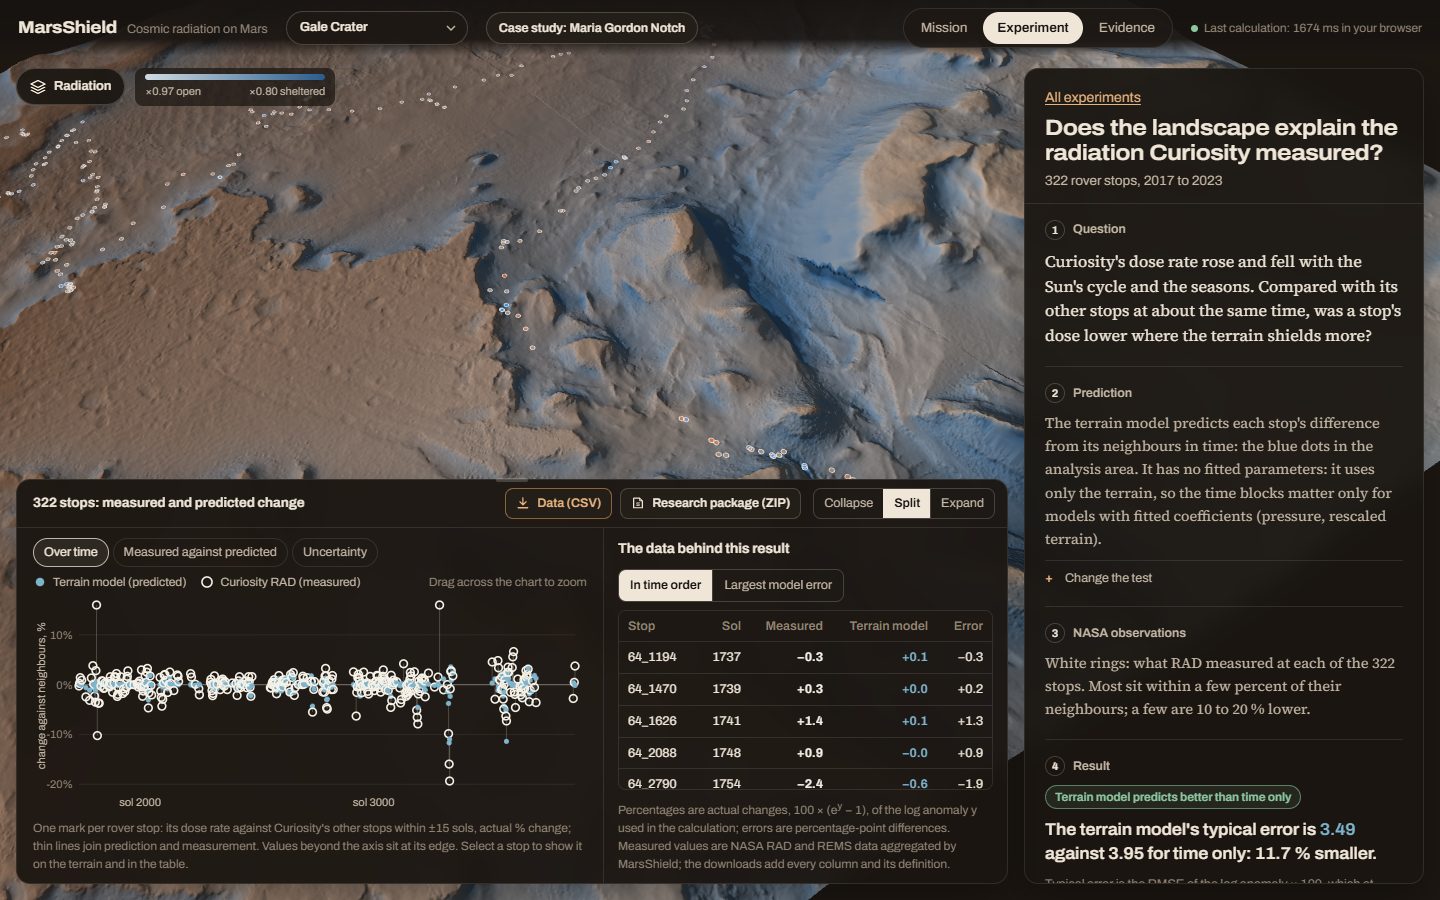 MarsShield Cosmic radiation on Mars Gale Crater Case study: Maria Gordon Notch Mission Experiment Evidence Last calculation: 1674 ms in your browser
Radiation
×0.97 open ×0.80 sheltered
All experiments
Does the landscape explain the
radiation Curiosity measured?
322 rover stops, 2017 to 2023
1 Question
Curiosity's dose rate rose and fell with the
Sun's cycle and the seasons. Compared with its
other stops at about the same time, was a stop's
dose lower where the terrain shields more?
2 Prediction
The terrain model predicts each stop's difference
from its neighbours in time: the blue dots in the
analysis area. It has no fitted parameters: it uses
only the terrain, so the time blocks matter only for
models with fitted coefficients (pressure, rescaled
terrain).
+ Change the test
3 NASA observations
White rings: what RAD measured at each of the 322
stops. Most sit within a few percent of their
neighbours; a few are 10 to 20 % lower.
4 Result
Terrain model predicts better than time only
The terrain model's typical error is 3.49
against 3.95 for time only: 11.7 % smaller.
Typical error is the RMSE of the log anomaly × 100, which at
322 stops: measured and predicted change Data (CSV) Research package (ZIP) Collapse Split Expand
Over time Measured against predicted Uncertainty
Terrain model (predicted) Curiosity RAD (measured) Drag across the chart to zoom
change against neighbours, %
10%
0%
-10%
-20%
sol 2000 sol 3000
One mark per rover stop: its dose rate against Curiosity's other stops within ±15 sols, actual % change;
thin lines join prediction and measurement. Values beyond the axis sit at its edge. Select a stop to show it
on the terrain and in the table.
The data behind this result
In time order Largest model error
Stop Sol Measured Terrain model Error
64_1194 1737 −0.3 +0.1 −0.3
64_1470 1739 +0.3 +0.0 +0.2
64_1626 1741 +1.4 +0.1 +1.3
64_2088 1748 +0.9 −0.0 +0.9
64_2790 1754 −2.4 −0.6 −1.9
Percentages are actual changes, 100 × (e^y − 1), of the log anomaly y
used in the calculation; errors are percentage-point differences.
Measured values are NASA RAD and REMS data aggregated by
MarsShield; the downloads add every column and its definition.